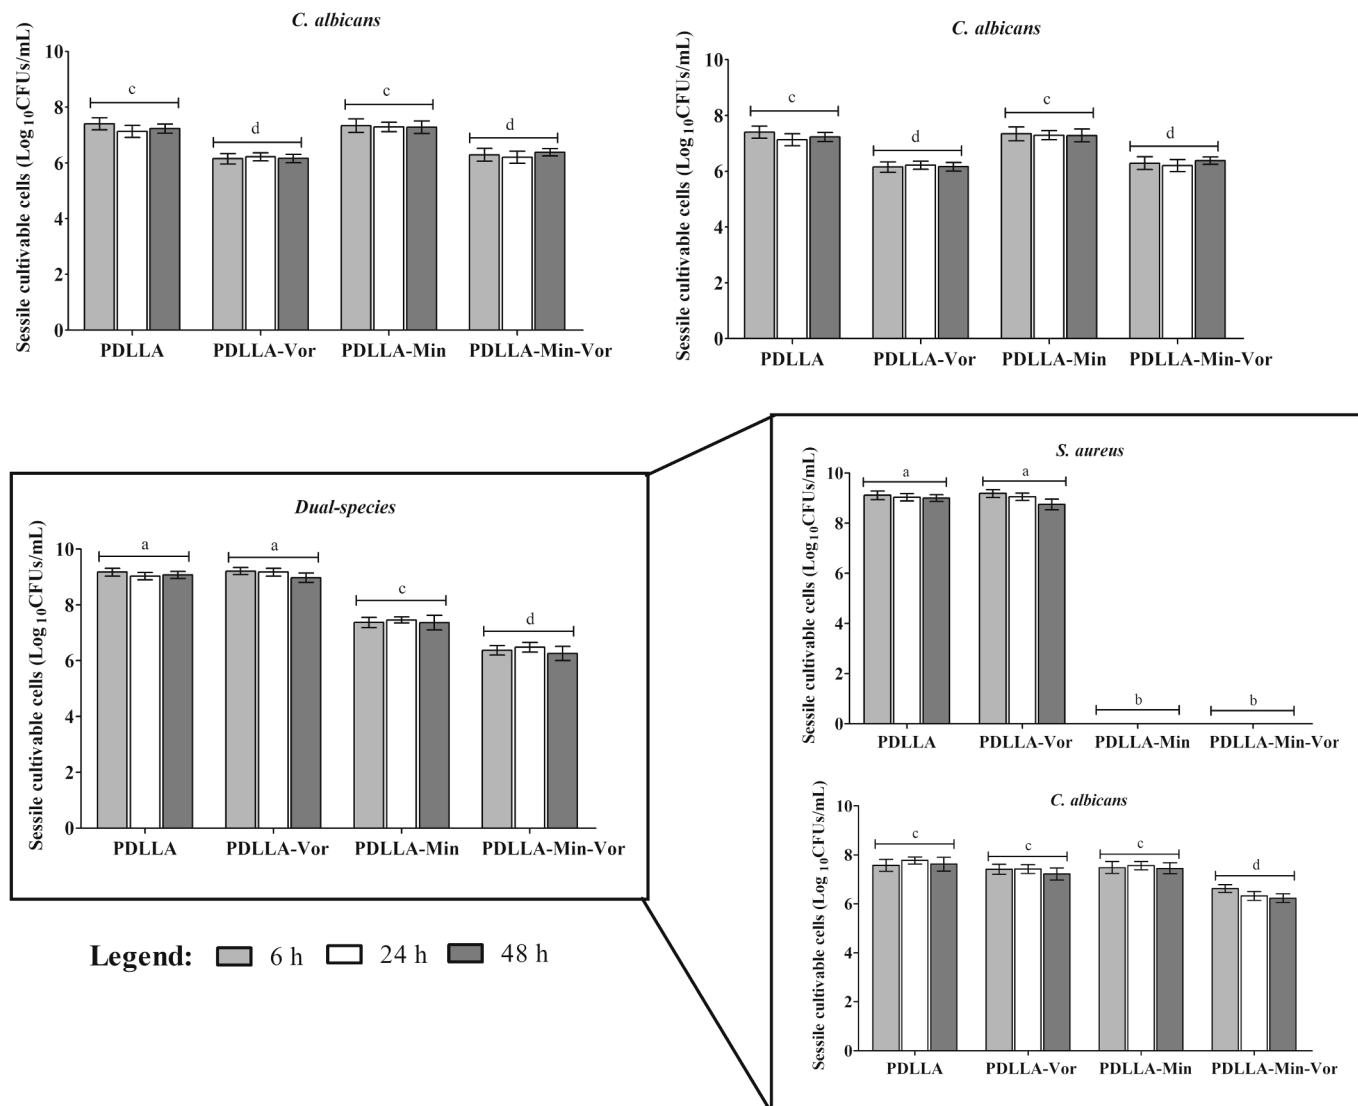 C. albicans
Sessile cultivable cells (Log10CFUs/mL)
10
8
6
4
2
0
c
d
c
d
PDLLA
PDLLA-Vor
PDLLA-Min
PDLLA-Min-Vor
C. albicans
Sessile cultivable cells (Log10CFUs/mL)
10
8
6
4
2
0
c
d
c
d
PDLLA
PDLLA-Vor
PDLLA-Min
PDLLA-Min-Vor
Dual-species
Sessile cultivable cells (Log10CFUs/mL)
10
8
6
4
2
0
a
a
c
d
PDLLA
PDLLA-Vor
PDLLA-Min
PDLLA-Min-Vor
S. aureus
Sessile cultivable cells (Log10CFUs/mL)
10
8
6
4
2
0
a
a
b
b
PDLLA
PDLLA-Vor
PDLLA-Min
PDLLA-Min-Vor
C. albicans
Sessile cultivable cells (Log10CFUs/mL)
10
8
6
4
2
0
c
c
c
d
PDLLA
PDLLA-Vor
PDLLA-Min
PDLLA-Min-Vor
Legend: 6 h 24 h 48 h